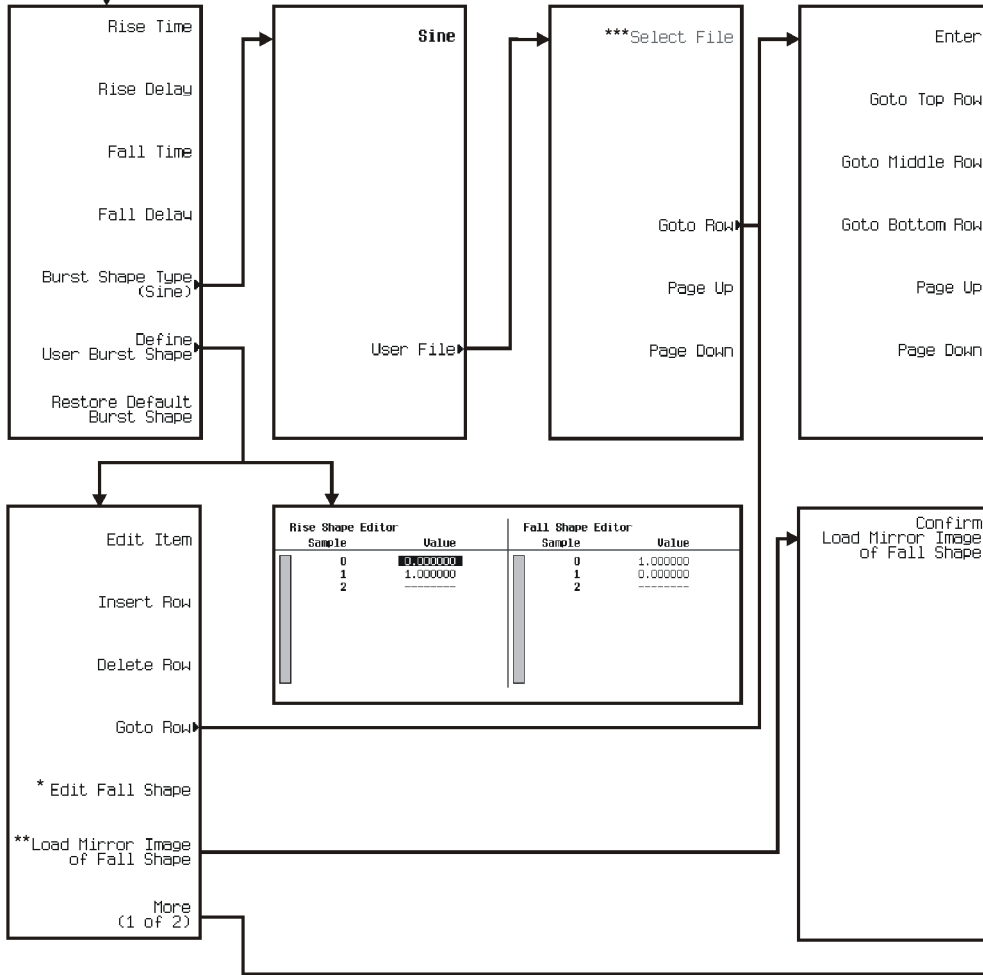 Rise Time
Rise Delay
Fall Time
Fall Delay
Burst Shape Type
(Sine)
Define
User Burst Shape
Restore Default
Burst Shape
Sine
User File
***Select File
Goto Row
Page Up
Page Down
Enter
Goto Top Row
Goto Middle Row
Goto Bottom Row
Page Up
Page Down
Edit Item
Insert Row
Delete Row
Goto Row
* Edit Fall Shape
**Load Mirror Image
of Fall Shape
More
(1 of 2)
Rise Shape Editor
Sample Value
0 0.000000
1 1.000000
2 --------
Fall Shape Editor
Sample Value
0 1.000000
1 0.000000
2 --------
Confirm
Load Mirror Image
of Fall Shape